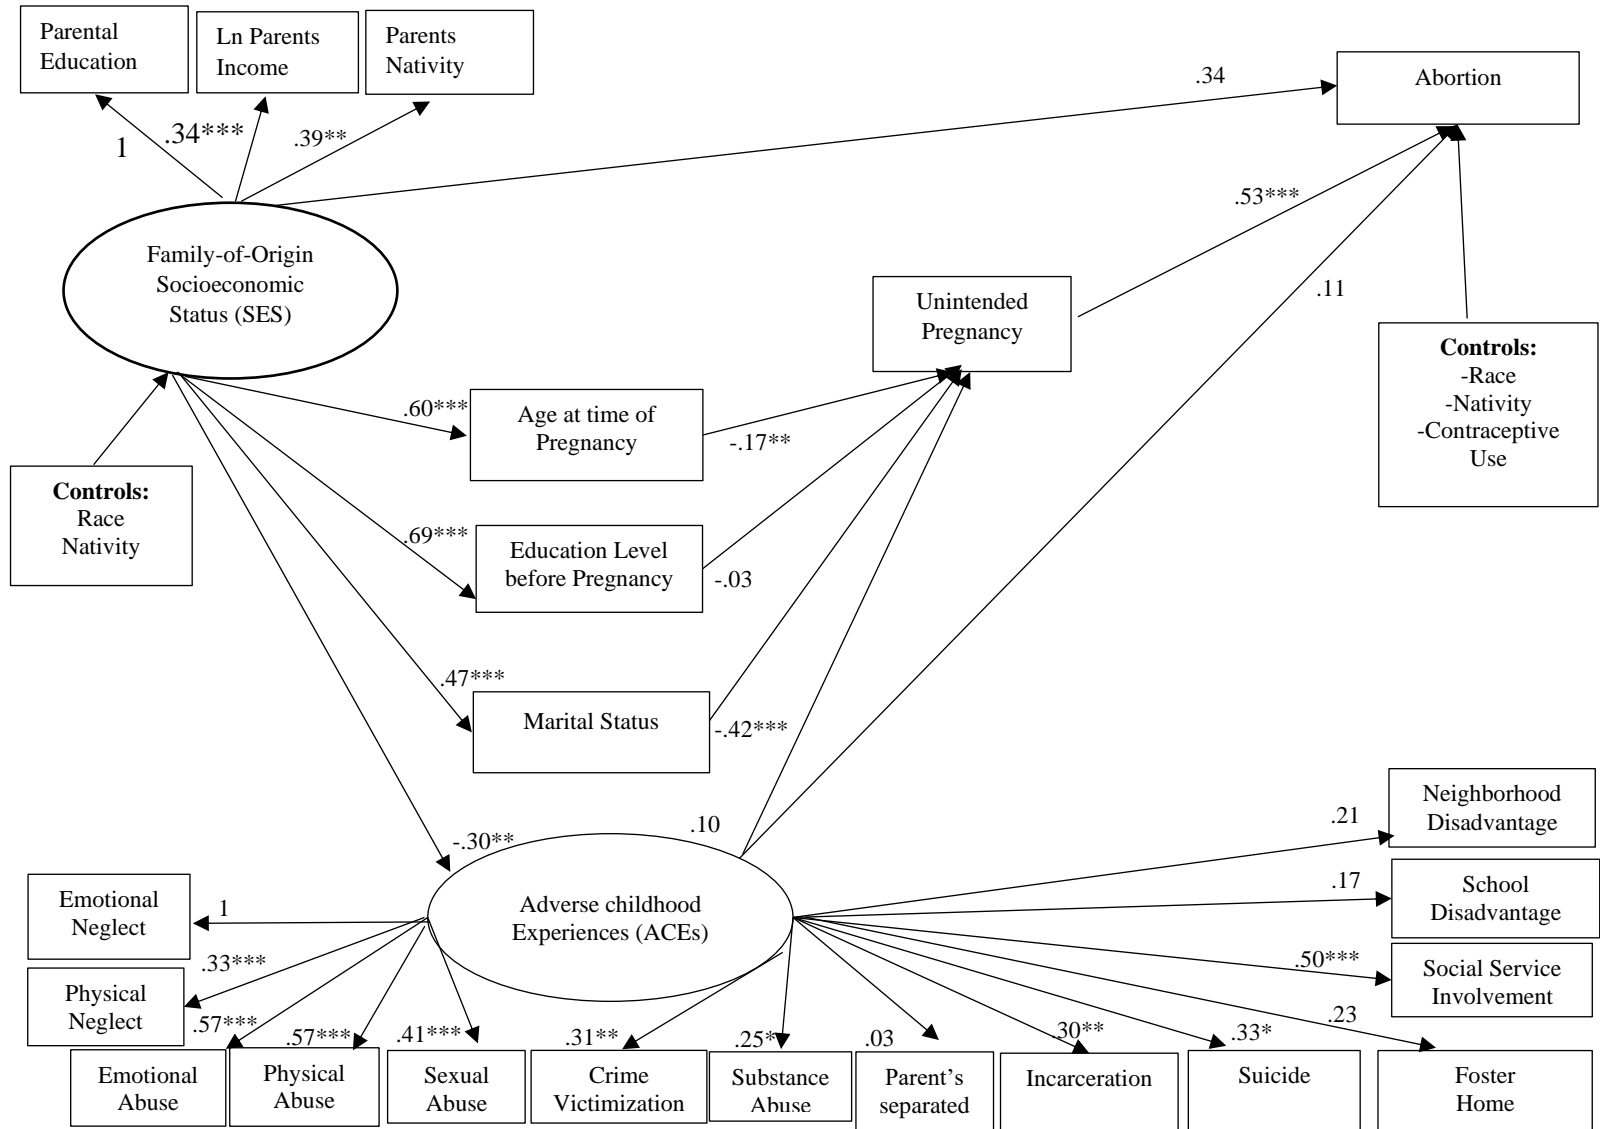 Parental
Education
Ln Parents
Income
Parents
Nativity
1
.34***
.39**
.34
Abortion
Family-of-Origin
Socioeconomic
Status (SES)
.53***
.11
Unintended
Pregnancy
Controls:
-Race
-Nativity
-Contraceptive
Use
.60***
Age at time of
Pregnancy
-.17**
Controls:
Race
Nativity
.69***
Education Level
before Pregnancy
-.03
.47***
Marital Status
-.42***
-.30**
.10
Adverse childhood
Experiences (ACEs)
.21
Neighborhood
Disadvantage
.17
School
Disadvantage
.50***
Social Service
Involvement
Emotional
Neglect
1
Physical
Neglect
.33***
.57***
Emotional
Abuse
.57***
Physical
Abuse
.41***
Sexual
Abuse
.31**
Crime
Victimization
.25*
Substance
Abuse
.03
Parent's
separated
.30**
Incarceration
.33*
Suicide
.23
Foster
Home